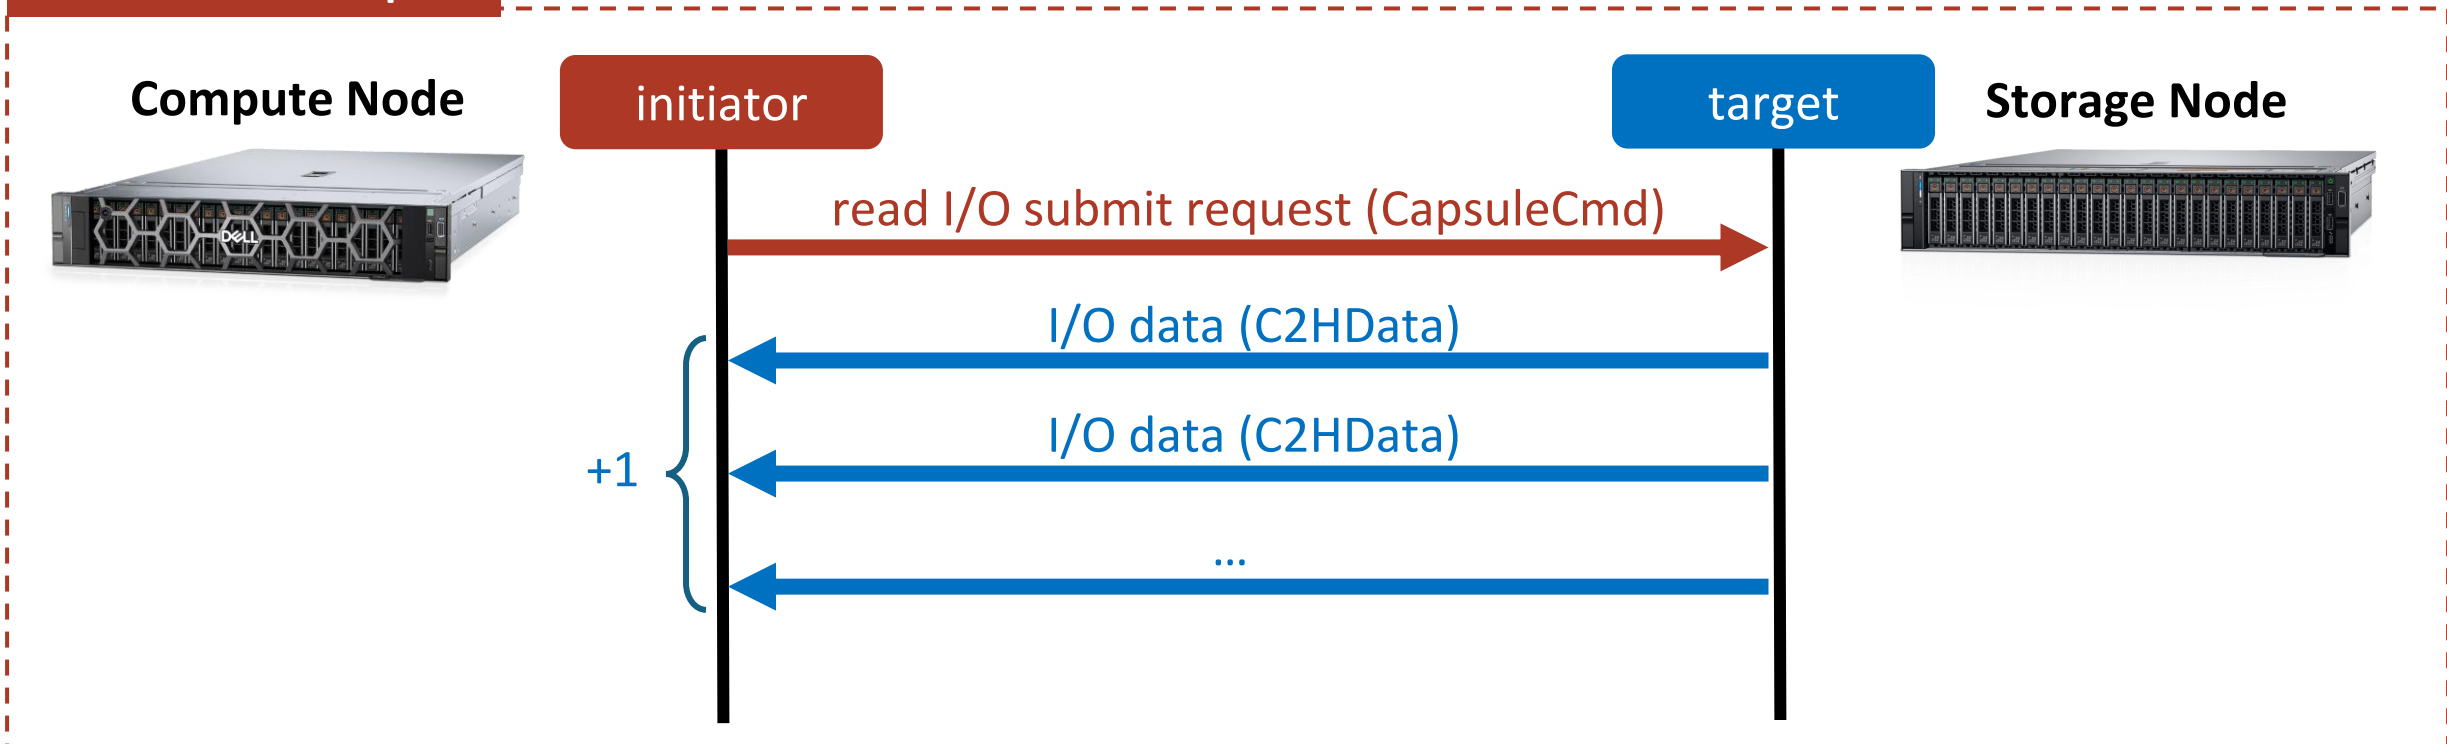 Compute Node
initiator
target
Storage Node
DELL
read I/O submit request (CapsuleCmd)
I/O data (C2HData)
I/O data (C2HData)
+1
...